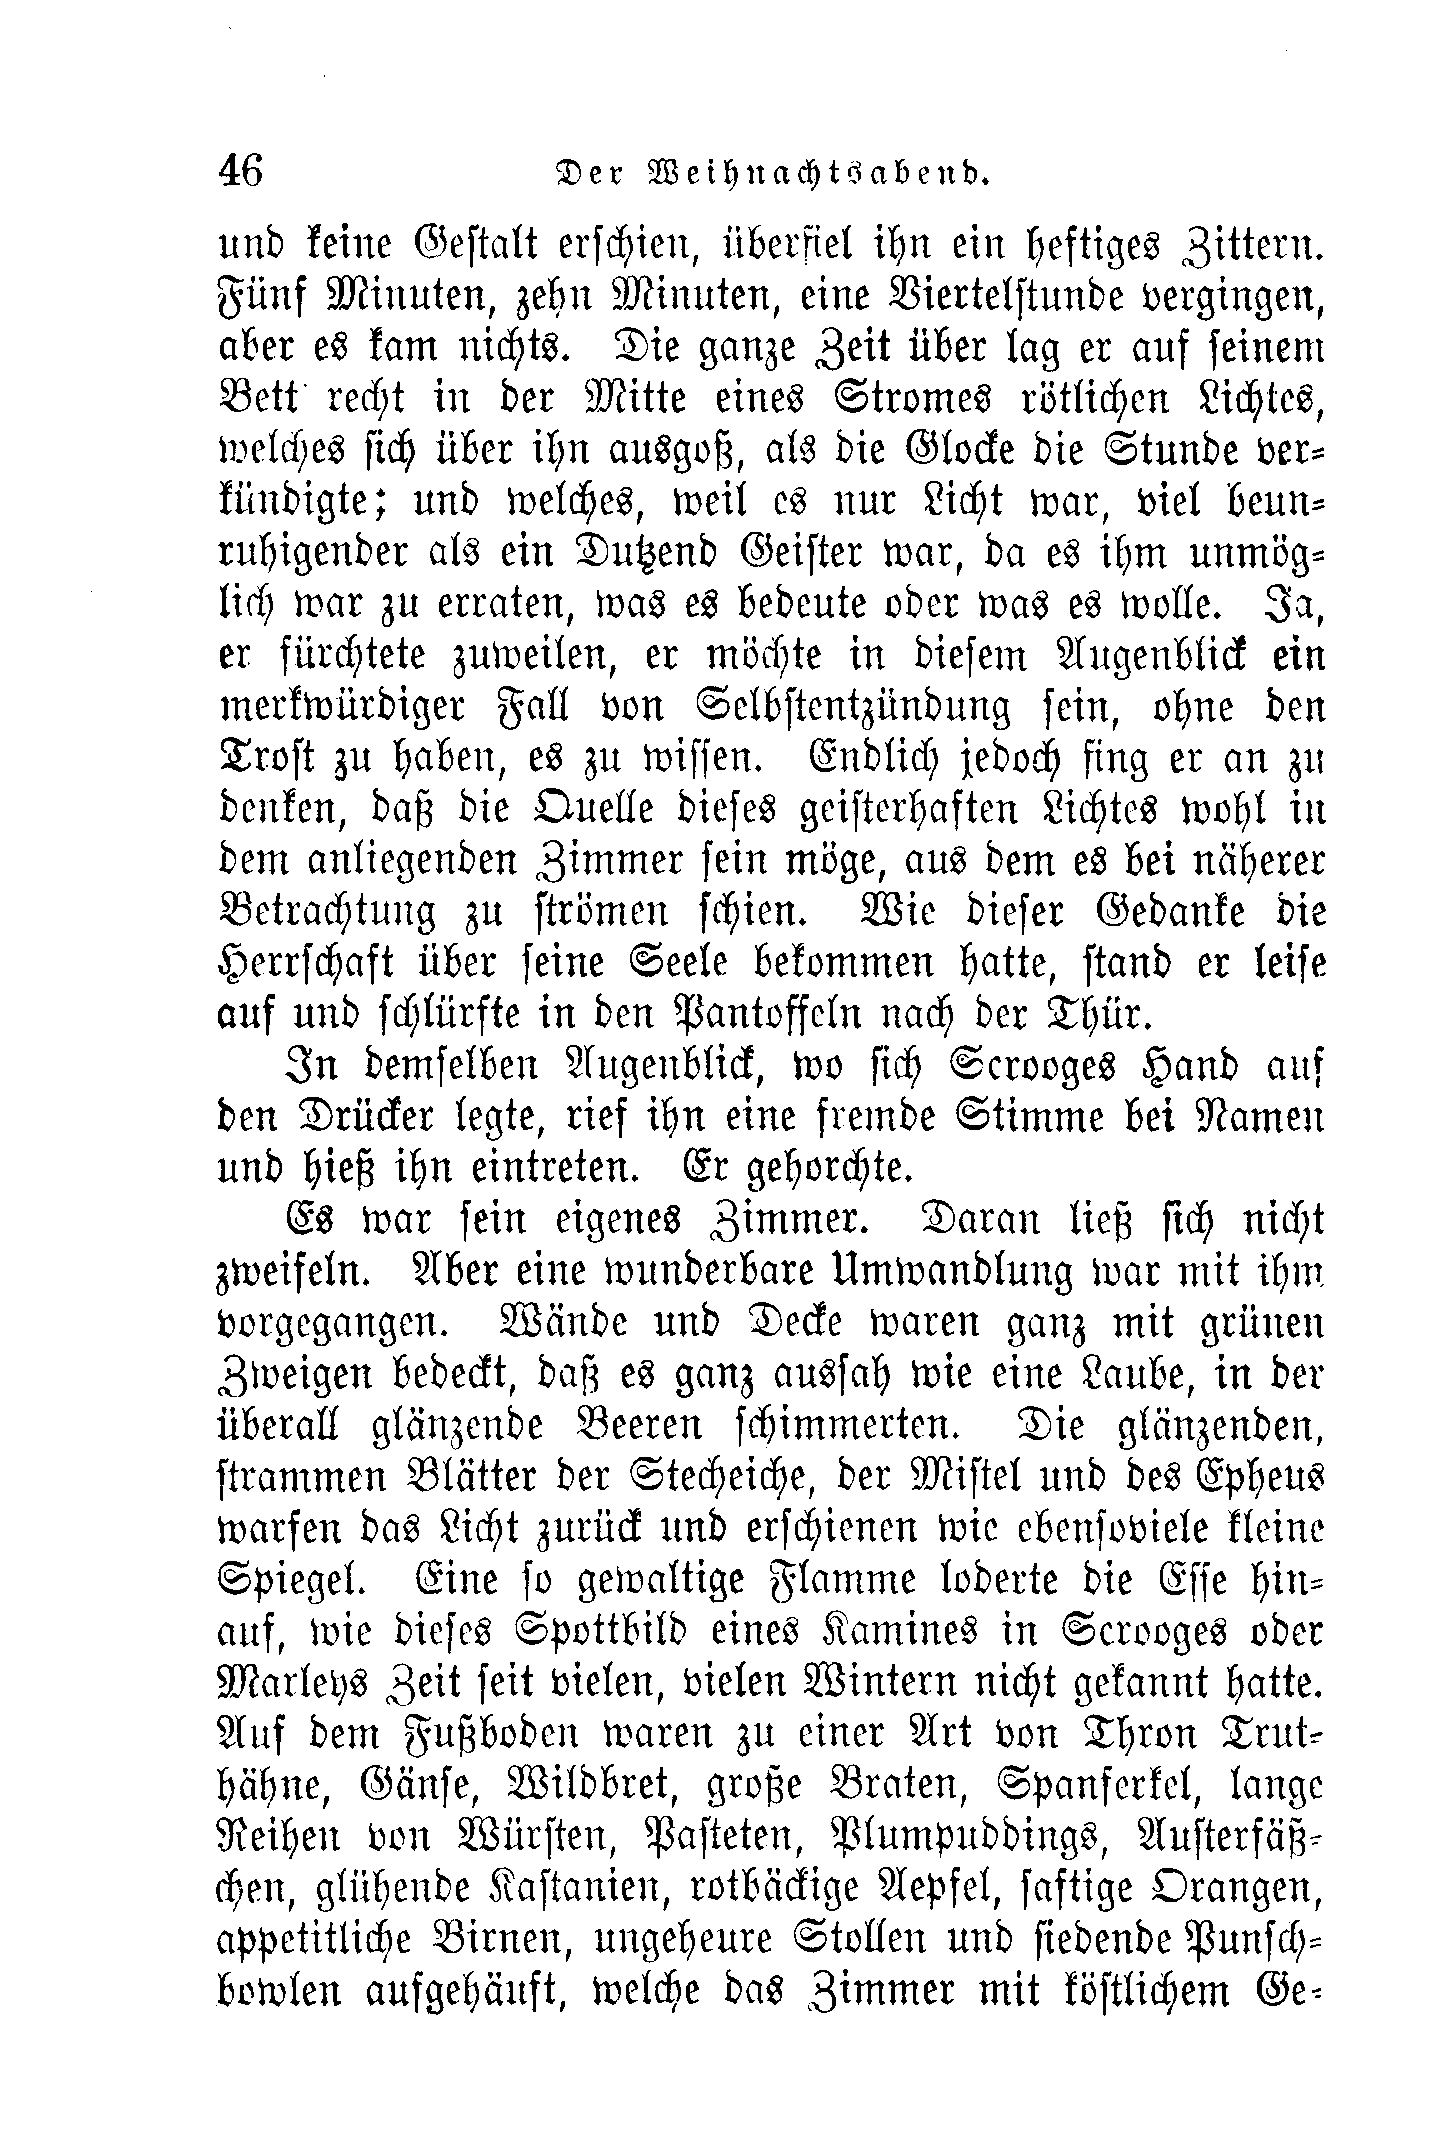 46 Der Weihnachtsabend.
und keine Gestalt erschien, überfiel ihn ein heftiges Zittern.
Fünf Minuten, zehn Minuten, eine Viertelstunde vergingen,
aber es kam nichts. Die ganze Zeit über lag er auf seinem
Bett recht in der Mitte eines Stromes rötlichen Lichtes,
welches sich über ihn ausgoß, als die Glocke die Stunde ver-
kündigte; und welches, weil es nur Licht war, viel beun-
ruhigender als ein Dutzend Geister war, da es ihm unmög-
lich war zu erraten, was es bedeute oder was es wolle. Ja,
er fürchtete zuweilen, er möchte in diesem Augenblick ein
merkwürdiger Fall von Selbstentzündung sein, ohne den
Trost zu haben, es zu wissen. Endlich jedoch fing er an zu
denken, daß die Quelle dieses geisterhaften Lichtes wohl in
dem anliegenden Zimmer sein möge, aus dem es bei näherer
Betrachtung zu strömen schien. Wie dieser Gedanke die
Herrschaft über seine Seele bekommen hatte, stand er leise
auf und schlürfte in den Pantoffeln nach der Thür.
In demselben Augenblick, wo sich Scrooges Hand auf
den Drücker legte, rief ihn eine fremde Stimme bei Namen
und hieß ihn eintreten. Er gehorchte.
Es war sein eigenes Zimmer. Daran ließ sich nicht
zweifeln. Aber eine wunderbare Umwandlung war mit ihm
vorgegangen. Wände und Decke waren ganz mit grünen
Zweigen bedeckt, daß es ganz aussah wie eine Laube, in der
überall glänzende Beeren schimmerten. Die glänzenden,
strammen Blätter der Stecheiche, der Mistel und des Epheus
warfen das Licht zurück und erschienen wie ebensoviele kleine
Spiegel. Eine so gewaltige Flamme loderte die Esse hin-
auf, wie dieses Spottbild eines Kamines in Scrooges oder
Marleys Zeit seit vielen, vielen Wintern nicht gekannt hatte.
Auf dem Fußboden waren zu einer Art von Thron Trut-
hähne, Gänse, Wildbret, große Braten, Spanferkel, lange
Reihen von Würsten, Pasteten, Plumpuddings, Austerfäß-
chen, glühende Kastanien, rotbäckige Aepfel, saftige Orangen,
appetitliche Birnen, ungeheure Stollen und siedende Punsch-
bowlen aufgehäuft, welche das Zimmer mit köstlichem Ge-